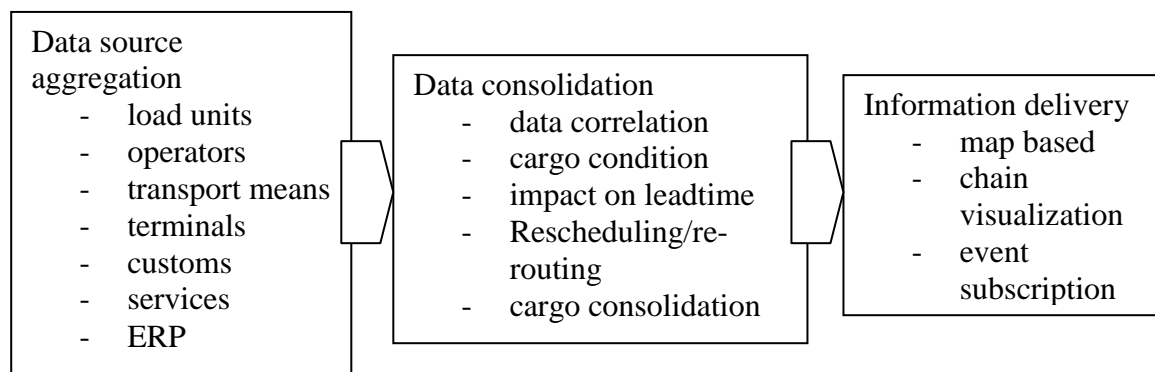 Data source
aggregation
- load units
- operators
- transport means
- terminals
- customs
- services
- ERP
Data consolidation
- data correlation
- cargo condition
- impact on leadtime
- Rescheduling/re-
routing
- cargo consolidation
Information delivery
- map based
- chain
visualization
- event
subscription